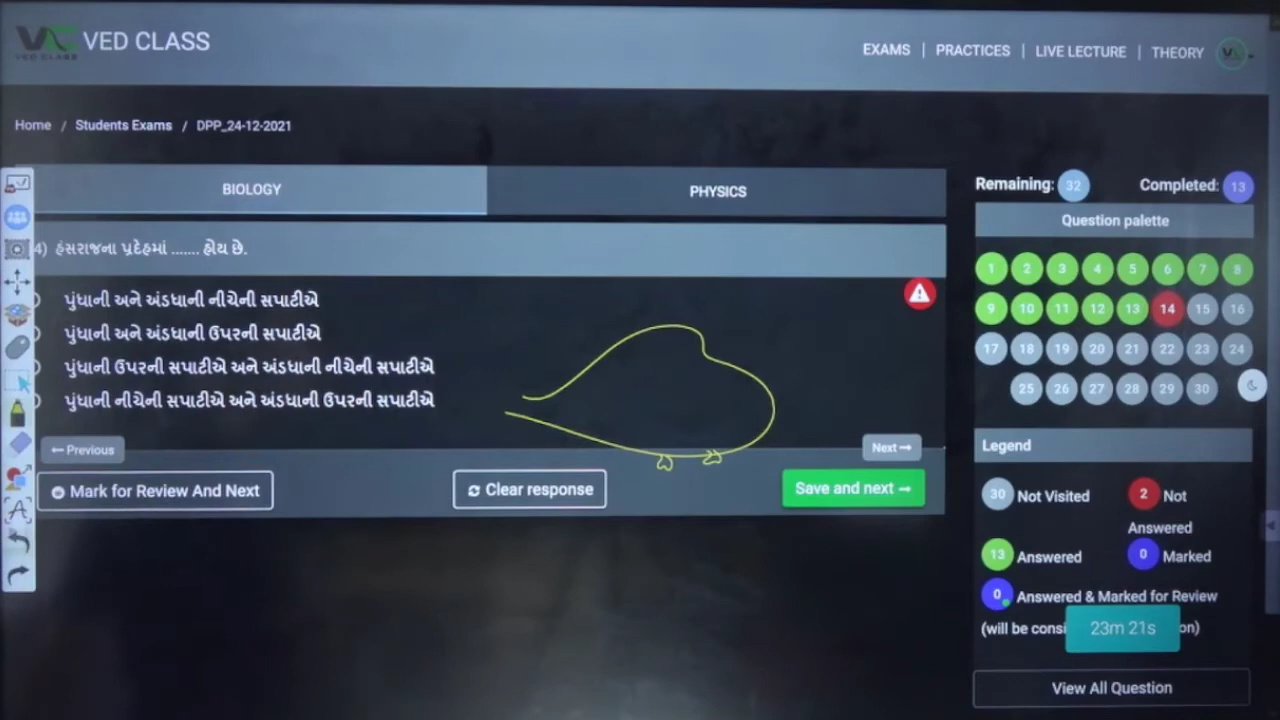 VED CLASS
VED CLASS
EXAMS | PRACTICES | LIVE LECTURE | THEORY
Home / Students Exams / DPP_24-12-2021
BIOLOGY
PHYSICS
4) હંસરાજના પ્રદેહમાં ....... હોય છે.
પુંધાની અને અંડધાની નીચેની સપાટીએ
પુંધાની અને અંડધાની ઉપરની સપાટીએ
પુંધાની ઉપરની સપાટીએ અને અંડધાની નીચેની સપાટીએ
પુંધાની નીચેની સપાટીએ અને અંડધાની ઉપરની સપાટીએ
← Previous
Next →
Mark for Review And Next
Clear response
Save and next →
Remaining: 32 Completed: 13
Question palette
1 2 3 4 5 6 7 8
9 10 11 12 13 14 15 16
17 18 19 20 21 22 23 24
25 26 27 28 29 30
Legend
30 Not Visited 2 Not Answered
13 Answered 0 Marked
0 Answered & Marked for Review
(will be consi on)
23m 21s
View All Question